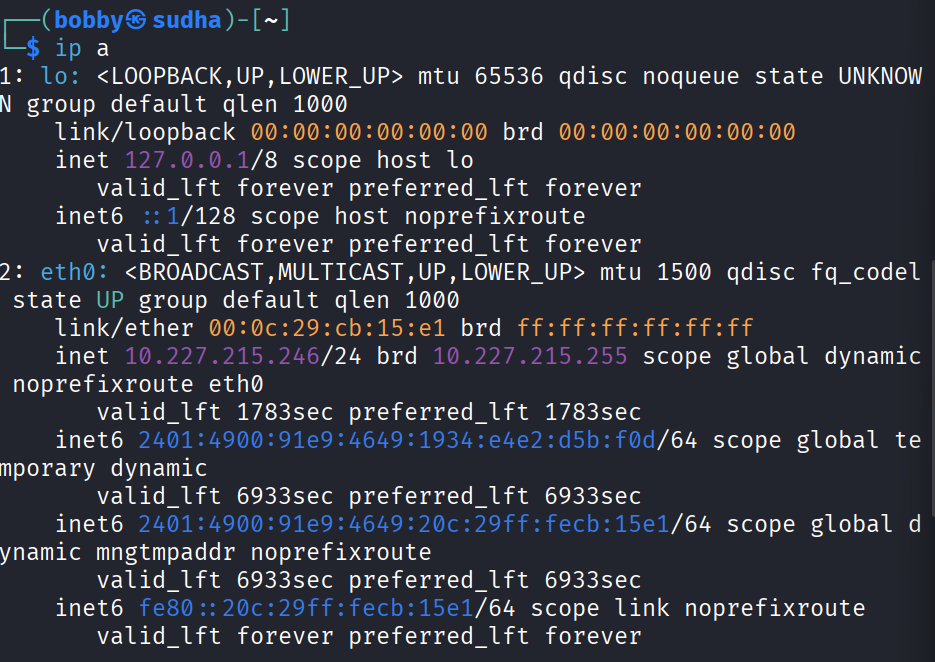 ┌──(bobby㉿sudha)-[~]
└─$ ip a
1: lo: <LOOPBACK,UP,LOWER_UP> mtu 65536 qdisc noqueue state UNKNOW
N group default qlen 1000
    link/loopback 00:00:00:00:00:00 brd 00:00:00:00:00:00
    inet 127.0.0.1/8 scope host lo
       valid_lft forever preferred_lft forever
    inet6 ::1/128 scope host noprefixroute
       valid_lft forever preferred_lft forever
2: eth0: <BROADCAST,MULTICAST,UP,LOWER_UP> mtu 1500 qdisc fq_codel
 state UP group default qlen 1000
    link/ether 00:0c:29:cb:15:e1 brd ff:ff:ff:ff:ff:ff
    inet 10.227.215.246/24 brd 10.227.215.255 scope global dynamic
 noprefixroute eth0
       valid_lft 1783sec preferred_lft 1783sec
    inet6 2401:4900:91e9:4649:1934:e4e2:d5b:f0d/64 scope global te
mporary dynamic
       valid_lft 6933sec preferred_lft 6933sec
    inet6 2401:4900:91e9:4649:20c:29ff:fecb:15e1/64 scope global d
ynamic mngtmpaddr noprefixroute
       valid_lft 6933sec preferred_lft 6933sec
    inet6 fe80::20c:29ff:fecb:15e1/64 scope link noprefixroute
       valid_lft forever preferred_lft forever